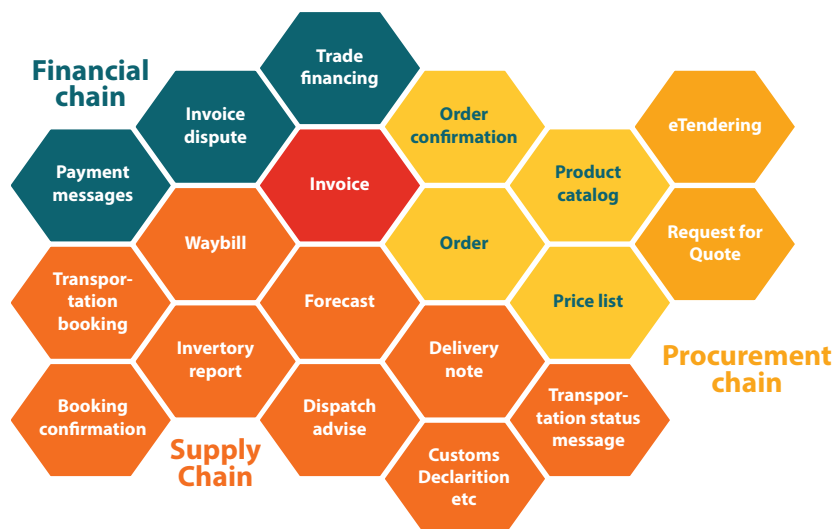 Financial
chain
Trade
financing
Invoice
dispute
Order
confirmation
eTendering
Payment
messages
Invoice
Product
catalog
Waybill
Order
Request for
Quote
Transpor-
tation
booking
Forecast
Price list
Invertory
report
Delivery
note
Procurement
chain
Booking
confirmation
Dispatch
advise
Transpor-
tation status
message
Supply
Chain
Customs
Declarition
etc